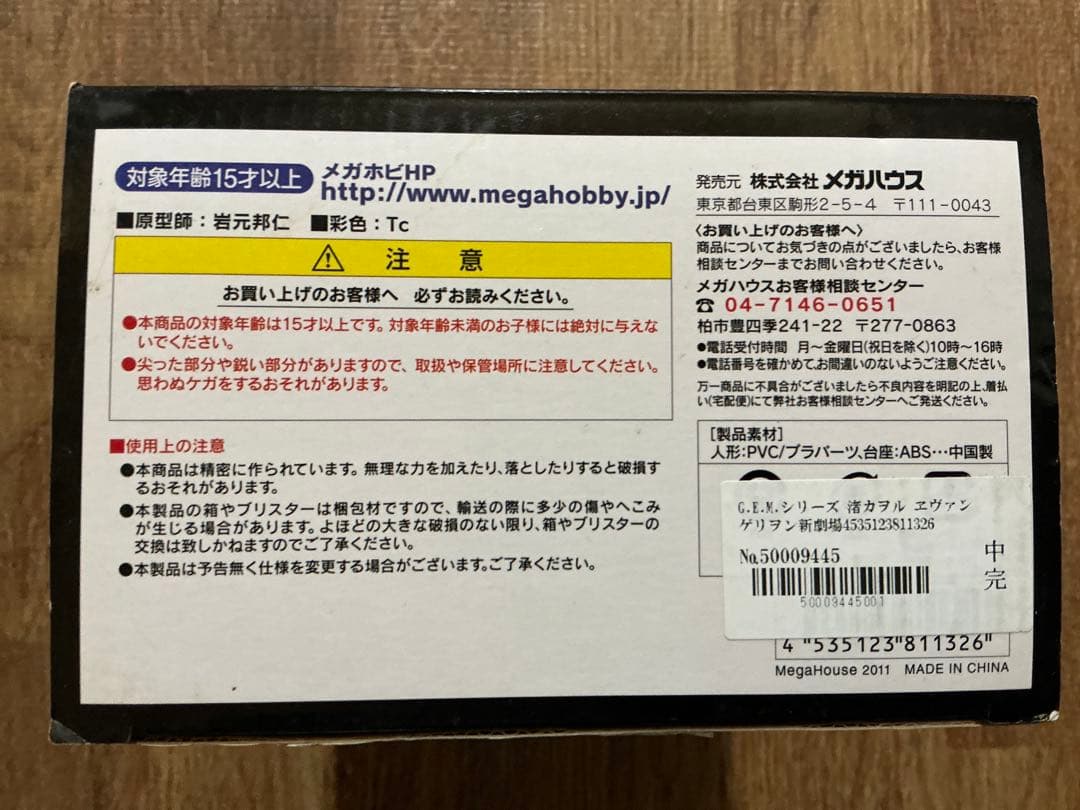 対象年齢15才以上
メガホビHP
http://www.megahobby.jp/
■原型師：岩元邦仁 ■彩色：Tc
注 意
お買い上げのお客様へ 必ずお読みください。
●本商品の対象年齢は15才以上です。対象年齢未満のお子様には絶対に与えな
いでください。
●尖った部分や鋭い部分がありますので、取扱や保管場所に注意してください。
思わぬケガをするおそれがあります。
■使用上の注意
●本商品は精密に作られています。無理な力を加えたり、落としたりすると破損す
るおそれがあります。
●本製品の箱やブリスターは梱包材ですので、輸送の際に多少の傷やへこみ
が生じる場合があります。よほどの大きな破損のない限り、箱やブリスターの
交換は致しかねますのでご了承ください。
●本製品は予告無く仕様を変更する場合がございます。ご了承ください。
発売元 株式会社メガハウス
東京都台東区駒形2-5-4 〒111-0043
〈お買い上げのお客様へ〉
商品についてお気づきの点がございましたら、お客様
相談センターまでお問い合わせください。
メガハウスお客様相談センター
☎ 04-7146-0651
柏市豊四季241-22 〒277-0863
●電話受付時間 月〜金曜日(祝日を除く)10時〜16時
●電話番号を確かめて、お間違いのないようご注意ください。
万一商品に不具合がございましたら不良内容を明記の上、着払
い(宅配便)にて弊社お客様相談センターへご発送ください。
［製品素材］
人形：PVC/プラパーツ、台座：ABS…中国製
G.E.M.シリーズ 渚カヲル ヱヴァン
ゲリヲン新劇場4535123811326
No.50009445
中完
50009445001
4 "535123"811326"
MegaHouse 2011 MADE IN CHINA